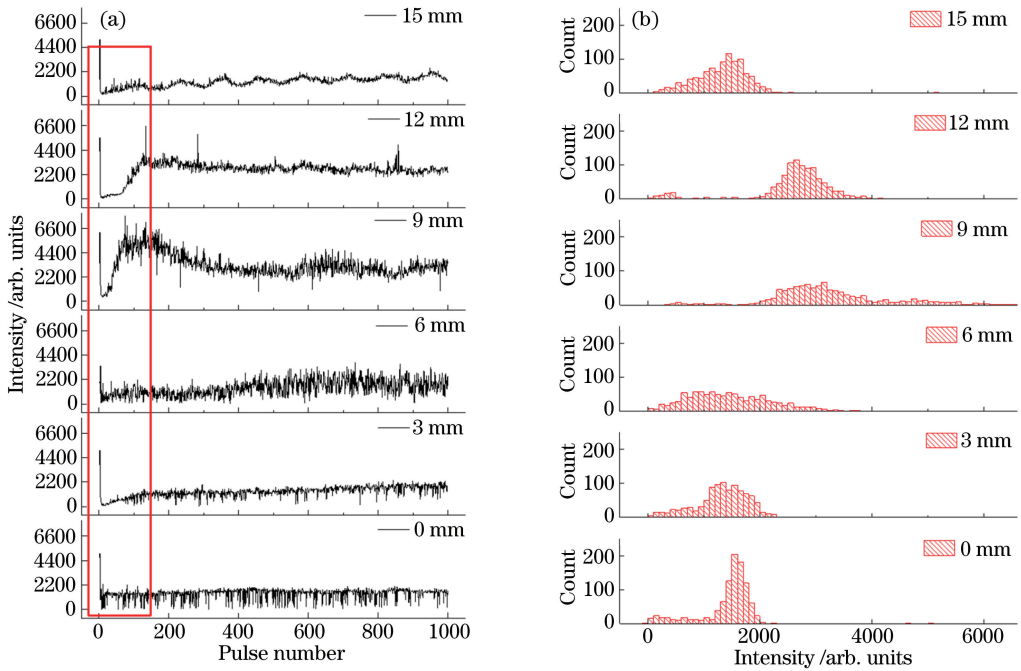 (a)
15 mm
6600
4400
2200
0
12 mm
6600
4400
2200
0
9 mm
6600
4400
2200
0
6 mm
6600
4400
2200
0
3 mm
6600
4400
2200
0
0 mm
6600
4400
2200
0
Intensity /arb. units
0 200 400 600 800 1000
Pulse number
(b)
15 mm
200
100
0
Count
12 mm
200
100
0
Count
9 mm
200
100
0
Count
6 mm
200
100
0
Count
3 mm
200
100
0
Count
0 mm
200
100
0
Count
0 2000 4000 6000
Intensity /arb. units